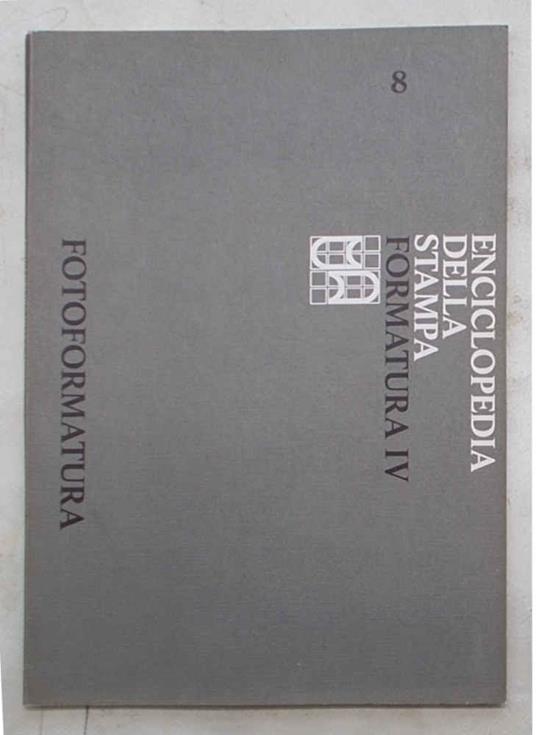 8
ENCICLOPEDIA
DELLA
STAMPA
FORMATURA IV
FOTOFORMATURA